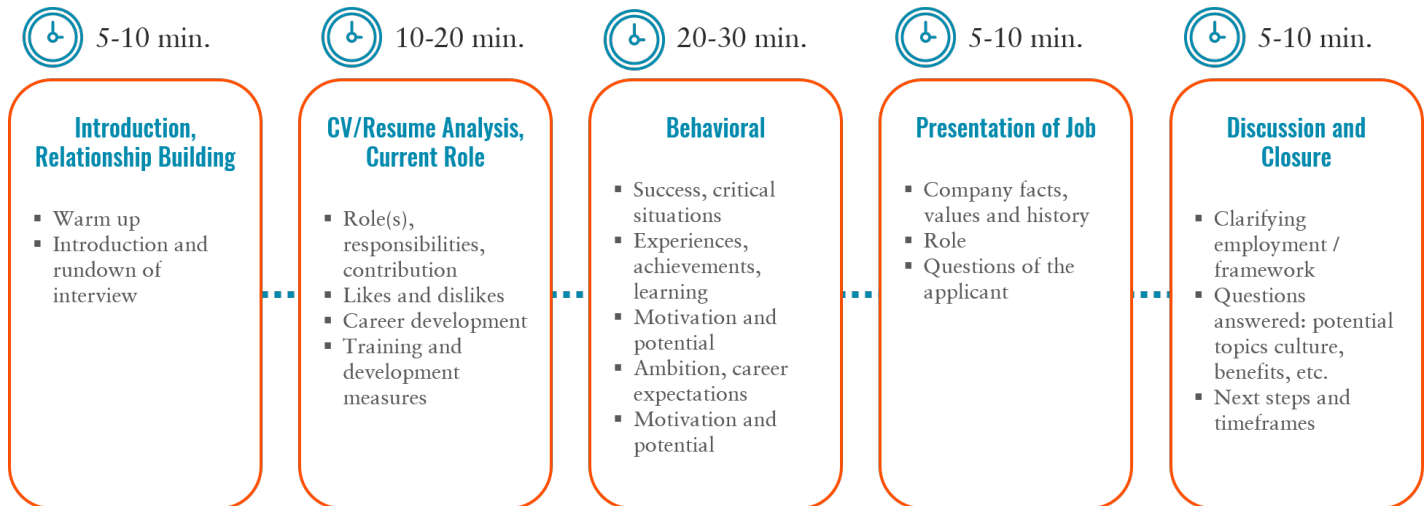 5-10 min.
Introduction,
Relationship Building
▪ Warm up
▪ Introduction and
rundown of
interview
10-20 min.
CV/Resume Analysis,
Current Role
▪ Role(s),
responsibilities,
contribution
▪ Likes and dislikes
▪ Career development
▪ Training and
development
measures
20-30 min.
Behavioral
▪ Success, critical
situations
▪ Experiences,
achievements,
learning
▪ Motivation and
potential
▪ Ambition, career
expectations
▪ Motivation and
potential
5-10 min.
Presentation of Job
▪ Company facts,
values and history
▪ Role
▪ Questions of the
applicant
5-10 min.
Discussion and
Closure
▪ Clarifying
employment /
framework
▪ Questions
answered: potential
topics culture,
benefits, etc.
▪ Next steps and
timeframes